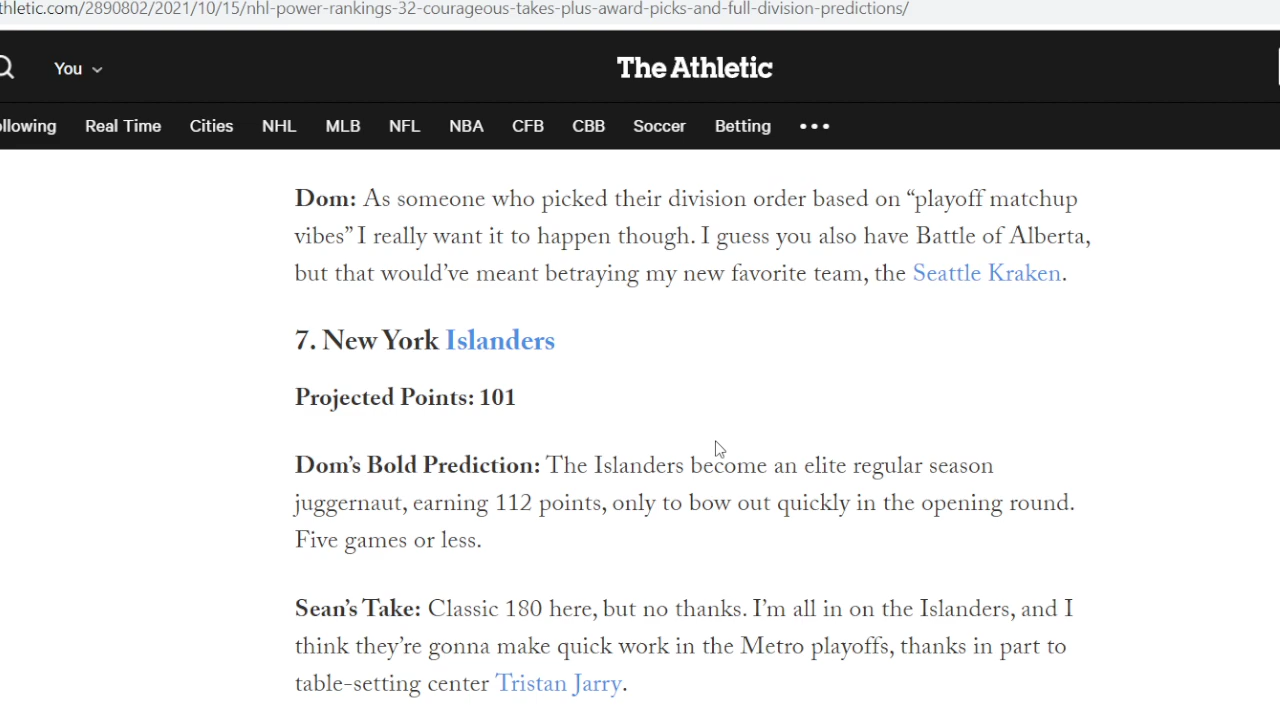 thletic.com/2890802/2021/10/15/nhl-power-rankings-32-courageous-takes-plus-award-picks-and-full-division-predictions/
You
The Athletic
ollowing Real Time Cities NHL MLB NFL NBA CFB CBB Soccer Betting •••
Dom: As someone who picked their division order based on “playoff matchup
vibes” I really want it to happen though. I guess you also have Battle of Alberta,
but that would’ve meant betraying my new favorite team, the Seattle Kraken.
7. New York Islanders
Projected Points: 101
Dom’s Bold Prediction: The Islanders become an elite regular season
juggernaut, earning 112 points, only to bow out quickly in the opening round.
Five games or less.
Sean’s Take: Classic 180 here, but no thanks. I’m all in on the Islanders, and I
think they’re gonna make quick work in the Metro playoffs, thanks in part to
table-setting center Tristan Jarry.